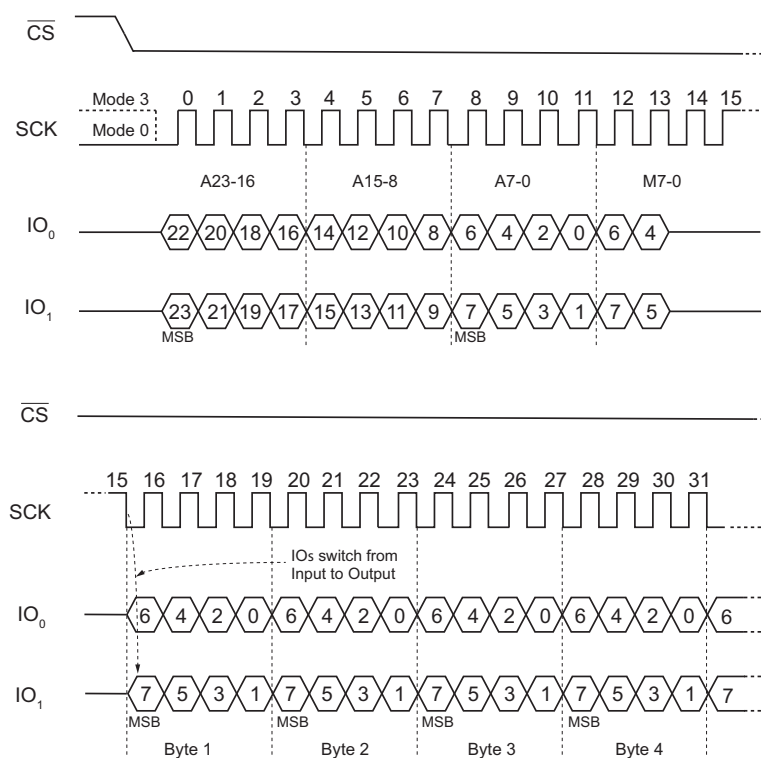 CS
Mode 3
0 1 2 3 4 5 6 7 8 9 10 11 12 13 14 15
SCK
Mode 0
A23-16 A15-8 A7-0 M7-0
IO0 22 20 18 16 14 12 10 8 6 4 2 0 6 4
IO1 23 21 19 17 15 13 11 9 7 5 3 1 7 5
MSB MSB
CS
15 16 17 18 19 20 21 22 23 24 25 26 27 28 29 30 31
SCK
IOs switch from
Input to Output
IO0 6 4 2 0 6 4 2 0 6 4 2 0 6 4 2 0 6
IO1 7 5 3 1 7 5 3 1 7 5 3 1 7 5 3 1 7
MSB MSB MSB MSB
Byte 1 Byte 2 Byte 3 Byte 4